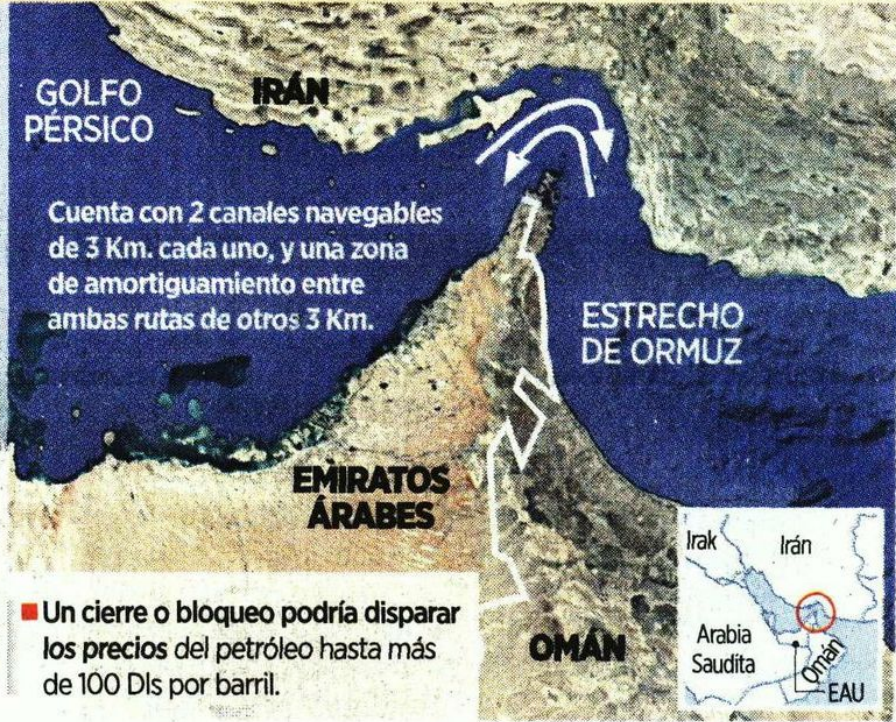 GOLFO
PÉRSICO
IRÁN
Cuenta con 2 canales navegables
de 3 Km. cada uno, y una zona
de amortiguamiento entre
ambas rutas de otros 3 Km.
ESTRECHO
DE ORMUZ
EMIRATOS
ÁRABES
OMÁN
Un cierre o bloqueo podría disparar
los precios del petróleo hasta más
de 100 Dls por barril.
Irak
Irán
Arabia
Saudita
Omán
EAU